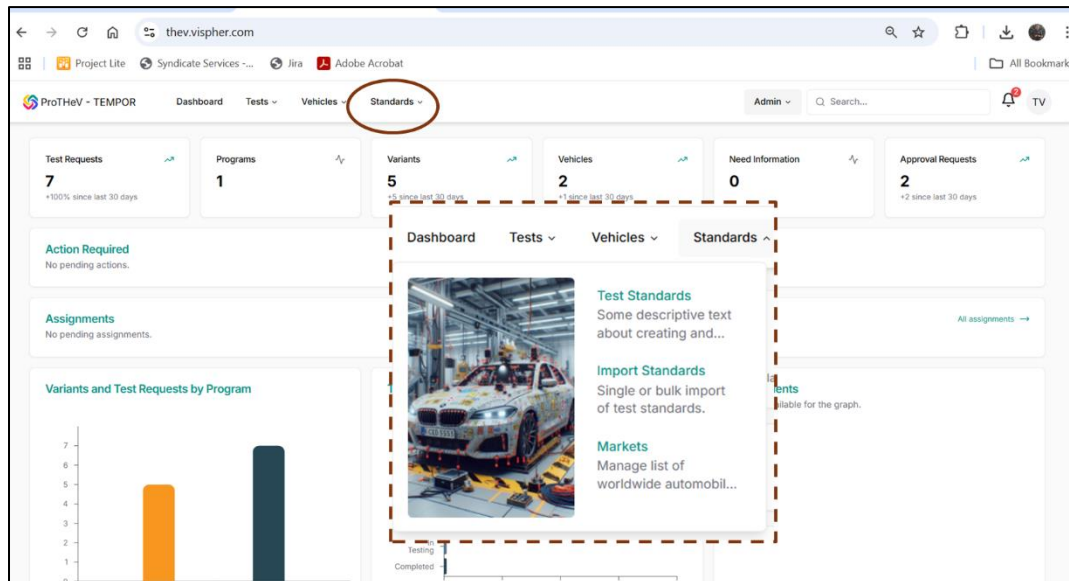 thev.vispher.com
Project Lite
Syndicate Services -...
Jira
Adobe Acrobat
All Bookmark
ProTHeV - TEMPOR
Dashboard
Tests
Vehicles
Standards
Admin
Search...
2
TV
Test Requests
7
+100% since last 30 days
Programs
1
Variants
5
+5 since last 30 days
Vehicles
2
+1 since last 30 days
Need Information
0
Approval Requests
2
+2 since last 30 days
Action Required
No pending actions.
Assignments
No pending assignments.
All assignments →
Dashboard
Tests
Vehicles
Standards
Test Standards
Some descriptive text
about creating and...
Import Standards
Single or bulk import
of test standards.
Markets
Manage list of
worldwide automobil...
Variants and Test Requests by Program
7
6
5
4
3
2
1
ents
ailable for the graph.
Testing
Completed